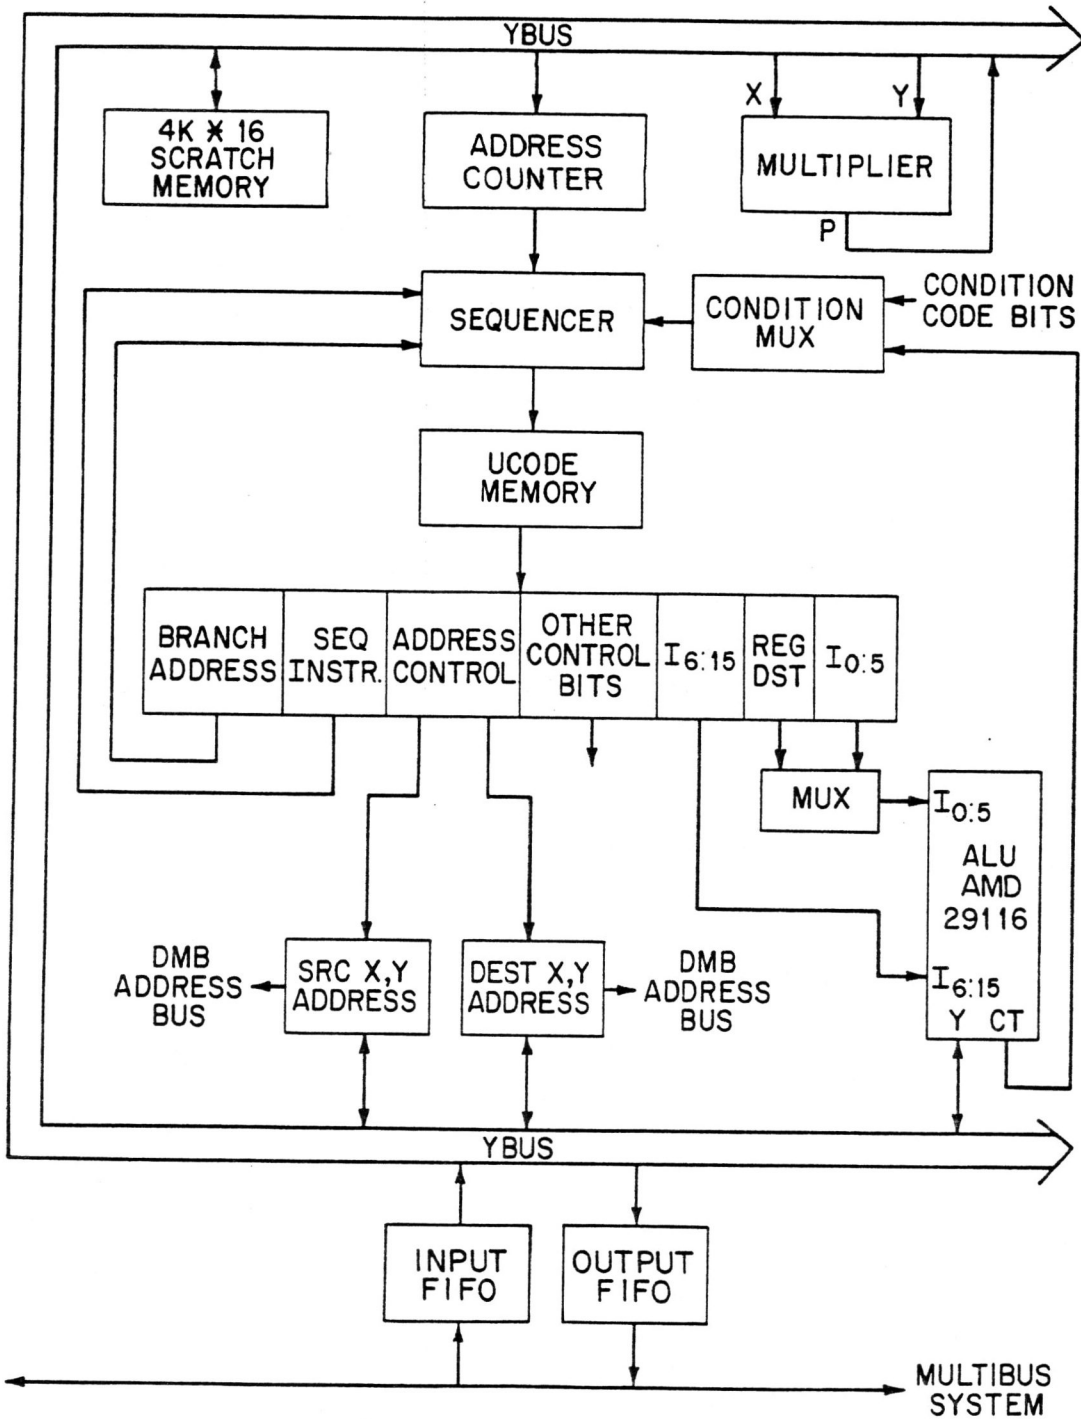 YBUS
4K * 16
SCRATCH
MEMORY
ADDRESS
COUNTER
X
Y
MULTIPLIER
P
SEQUENCER
CONDITION
MUX
CONDITION
CODE BITS
UCODE
MEMORY
BRANCH
ADDRESS
SEQ
INSTR.
ADDRESS
CONTROL
OTHER
CONTROL
BITS
I6:15
REG
DST
I0:5
MUX
I0:5
ALU
AMD
29116
I6:15
Y CT
DMB
ADDRESS
BUS
SRC X,Y
ADDRESS
DEST X,Y
ADDRESS
DMB
ADDRESS
BUS
YBUS
INPUT
FIFO
OUTPUT
FIFO
MULTIBUS
SYSTEM